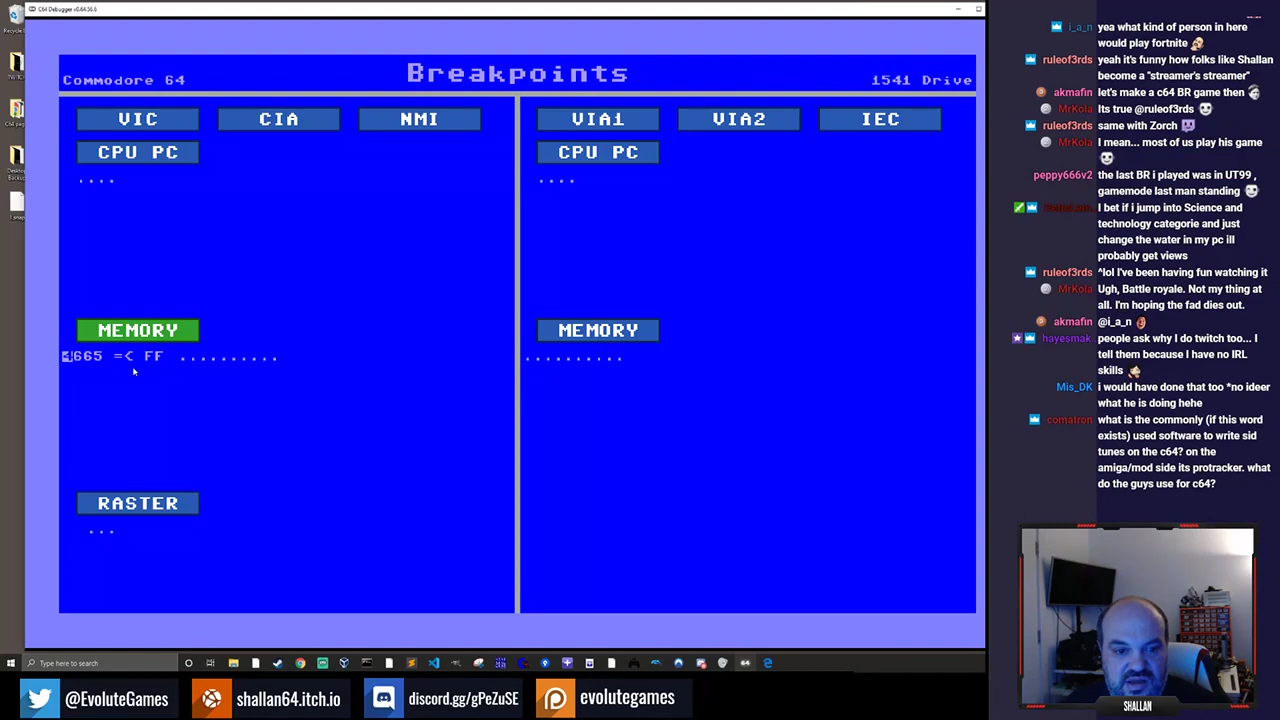 C64 Debugger v0.64.56.6
Commodore 64
Breakpoints
1541 Drive
VIC CIA NMI
CPU PC
....
MEMORY
4665 =< FF ..........
RASTER
...
VIA1 VIA2 IEC
CPU PC
....
MEMORY
..........
i_a_n yea what kind of person in here
would play fortnite
ruleof3rds yeah it's funny how folks like Shallan
become a "streamer's streamer"
akmafin let's make a c64 BR game then
MrKola Its true @ruleof3rds
ruleof3rds same with Zorch
MrKola I mean... most of us play his game
peppy666v2 the last BR i played was in UT99 ,
gamemode last man standing
I bet if i jump into Science and
technology categorie and just
change the water in my pc ill
probably get views
ruleof3rds ^lol I've been having fun watching it
MrKola Ugh, Battle royale. Not my thing at
all. I'm hoping the fad dies out.
akmafin @i_a_n
hayesmak.. people ask why I do twitch too... I
tell them because I have no IRL
skills
Mis_DK i would have done that too *no ideer
what he is doing hehe
comatron what is the commonly (if this word
exists) used software to write sid
tunes on the c64? on the
amiga/mod side its protracker. what
do the guys use for c64?
Type here to search
@EvoluteGames
shallan64.itch.io
discord.gg/gPeZuSE
evolutegames
SHALLAN